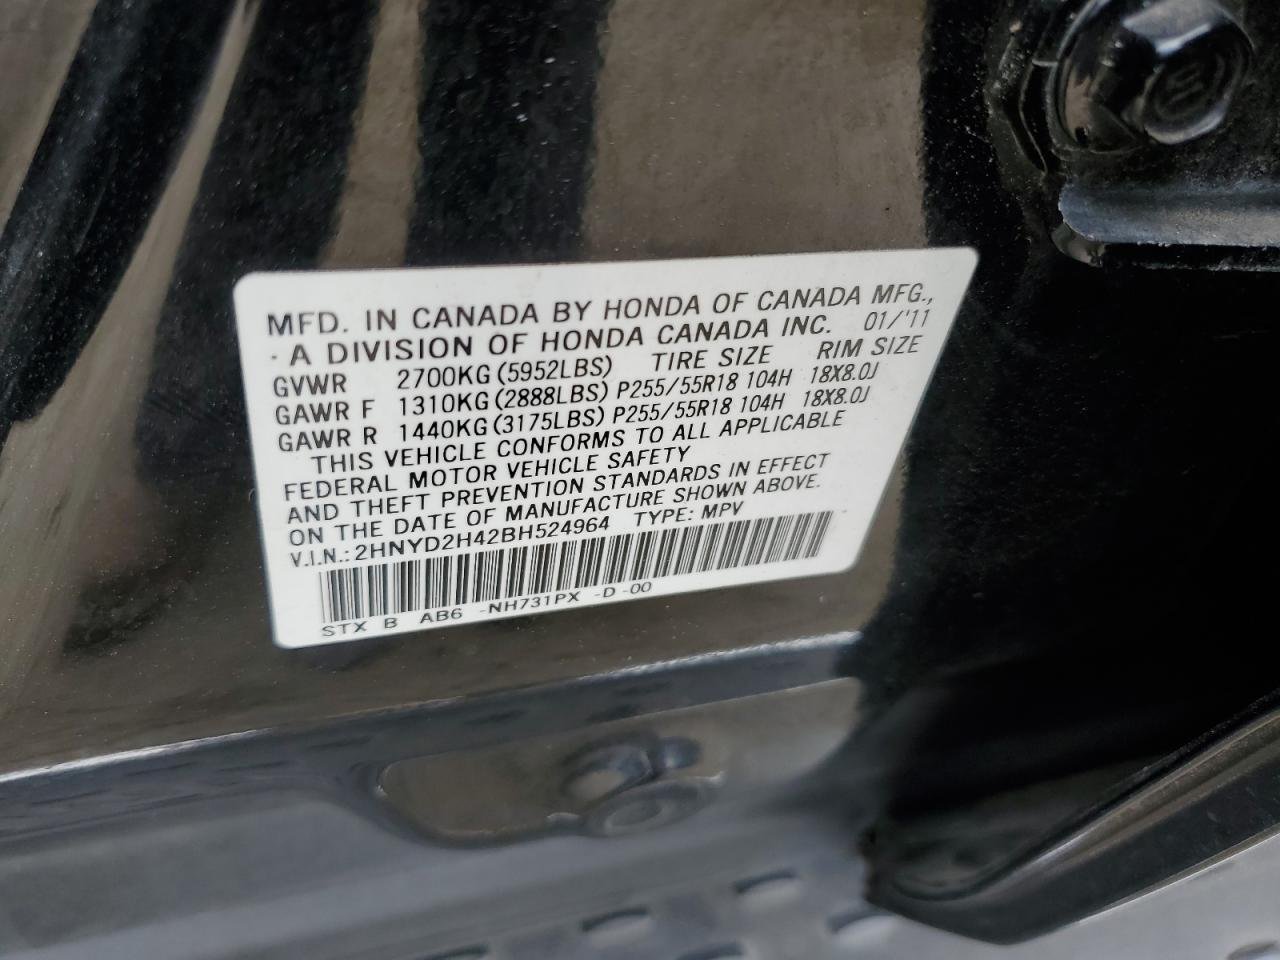 MFD. IN CANADA BY HONDA OF CANADA MFG.,
· A DIVISION OF HONDA CANADA INC. 01/'11
GVWR 2700KG (5952LBS) TIRE SIZE RIM SIZE
GAWR F 1310KG (2888LBS) P255/55R18 104H 18X8.0J
GAWR R 1440KG (3175LBS) P255/55R18 104H 18X8.0J
THIS VEHICLE CONFORMS TO ALL APPLICABLE
FEDERAL MOTOR VEHICLE SAFETY
AND THEFT PREVENTION STANDARDS IN EFFECT
ON THE DATE OF MANUFACTURE SHOWN ABOVE.
V.I.N.: 2HNYD2H42BH524964 TYPE: MPV
STX B AB6 -NH731PX -D-00